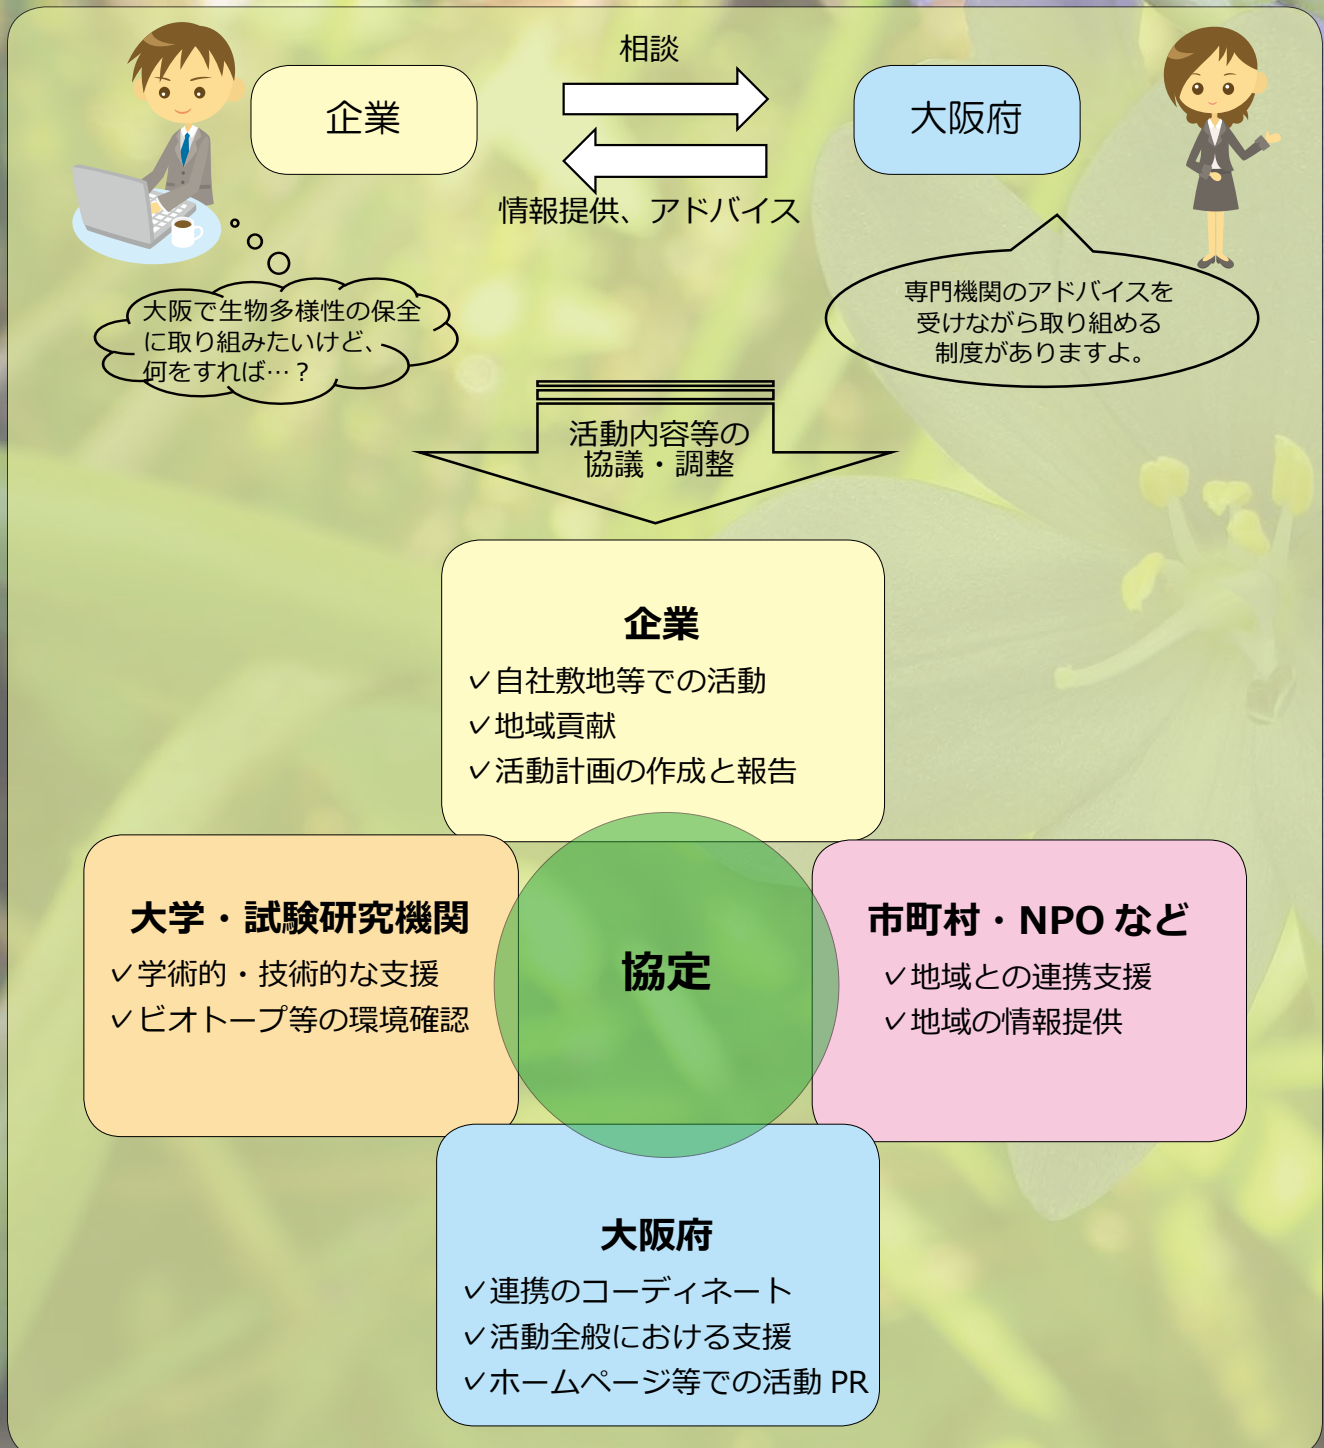 相談
企業
大阪府
情報提供、アドバイス
大阪で生物多様性の保全
に取り組みたいけど、
何をすれば…？
専門機関のアドバイスを
受けながら取り組める
制度がありますよ。
活動内容等の
協議・調整
企業
✓自社敷地等での活動
✓地域貢献
✓活動計画の作成と報告
大学・試験研究機関
✓学術的・技術的な支援
✓ビオトープ等の環境確認
協定
市町村・NPO など
✓地域との連携支援
✓地域の情報提供
大阪府
✓連携のコーディネート
✓活動全般における支援
✓ホームページ等での活動 PR